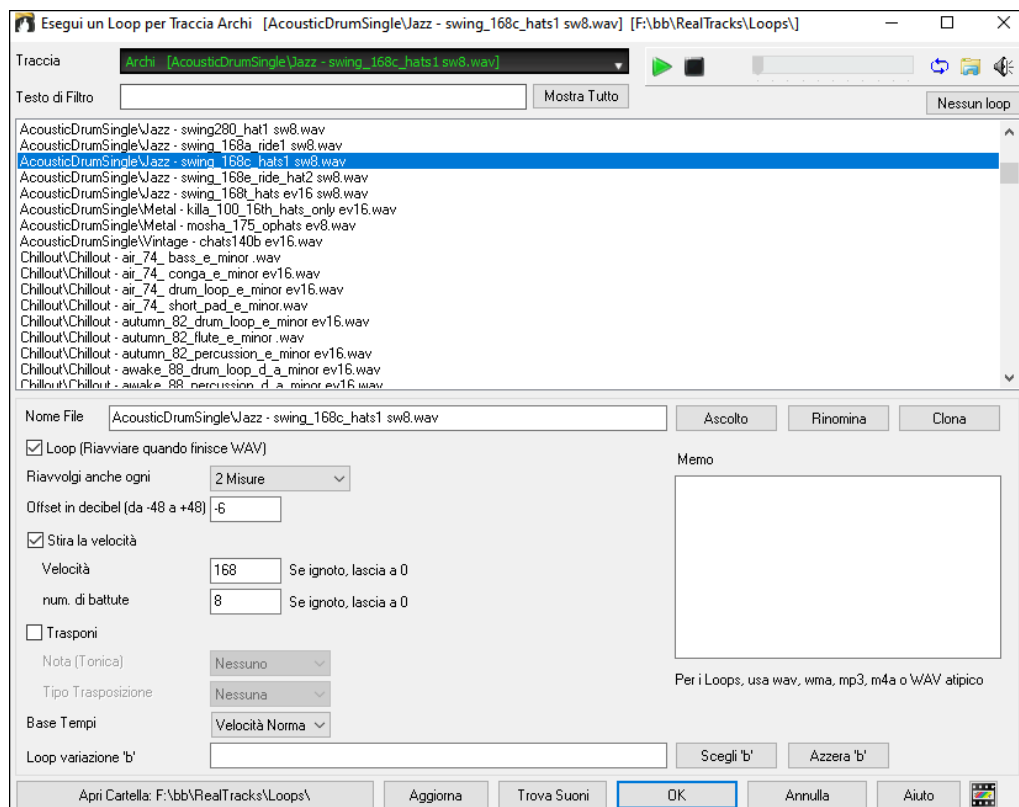 Esegui un Loop per Traccia Archi [AcousticDrumSingle\Jazz - swing_168c_hats1 sw8.wav] [F:\bb\RealTracks\Loops\]
Traccia
Archi [AcousticDrumSingle\Jazz - swing_168c_hats1 sw8.wav]
Testo di Filtro
Mostra Tutto
Nessun loop
AcousticDrumSingle\Jazz - swing280_hat1 sw8.wav
AcousticDrumSingle\Jazz - swing_168a_ride1 sw8.wav
AcousticDrumSingle\Jazz - swing_168c_hats1 sw8.wav
AcousticDrumSingle\Jazz - swing_168e_ride_hat2 sw8.wav
AcousticDrumSingle\Jazz - swing_168t_hats ev16 sw8.wav
AcousticDrumSingle\Metal - killa_100_16th_hats_only ev16.wav
AcousticDrumSingle\Metal - mosha_175_ophats ev8.wav
AcousticDrumSingle\Vintage - chats140b ev16.wav
Chillout\Chillout - air_74_ bass_e_minor .wav
Chillout\Chillout - air_74_ conga_e_minor ev16.wav
Chillout\Chillout - air_74_ drum_loop_e_minor ev16.wav
Chillout\Chillout - air_74_ short_pad_e_minor.wav
Chillout\Chillout - autumn_82_drum_loop_e_minor ev16.wav
Chillout\Chillout - autumn_82_flute_e_minor .wav
Chillout\Chillout - autumn_82_percussion_e_minor ev16.wav
Chillout\Chillout - awake_88_drum_loop_d_a_minor ev16.wav
Chillout\Chillout - awake_88_percussion_d_a_minor ev16.wav
Nome File
AcousticDrumSingle\Jazz - swing_168c_hats1 sw8.wav
Ascolto
Rinomina
Clona
Loop (Riavviare quando finisce WAV)
Memo
Riavvolgi anche ogni
2 Misure
Offset in decibel (da -48 a +48)
-6
Stira la velocità
Velocità
168
Se ignoto, lascia a 0
num. di battute
8
Se ignoto, lascia a 0
Trasponi
Nota (Tonica)
Nessuno
Tipo Trasposizione
Nessuna
Per i Loops, usa wav, wma, mp3, m4a o WAV atipico
Base Tempi
Velocità Norma
Loop variazione 'b'
Scegli 'b'
Azzera 'b'
Apri Cartella: F:\bb\RealTracks\Loops\
Aggiorna
Trova Suoni
OK
Annulla
Aiuto